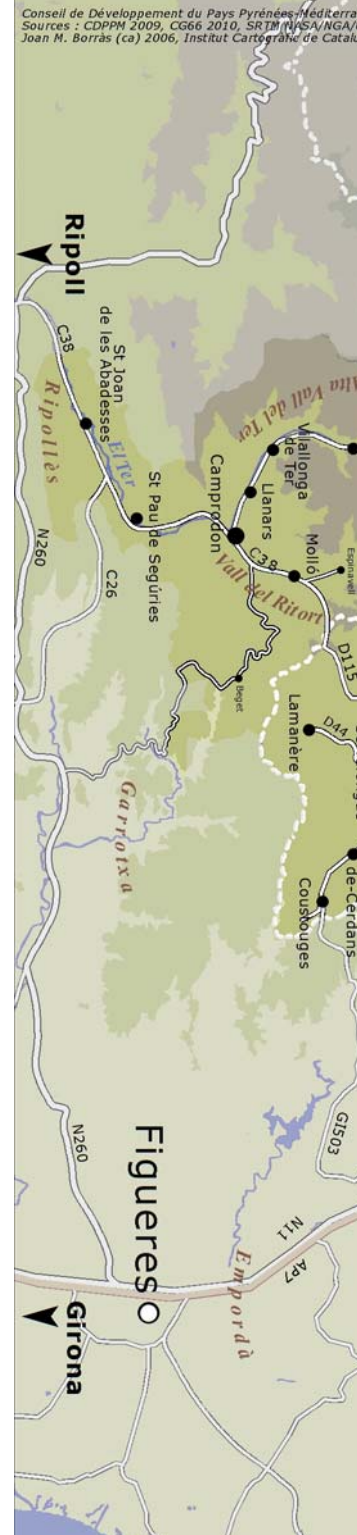 Conseil de Développement du Pays Pyrénées-Méditerra
Sources : CDPPM 2009, CG66 2010, SRTM NASA/NGA/
Joan M. Borràs (ca) 2006, Institut Cartogràfic de Catalu
Ripoll
C38
St Joan
de les Abadesses
Ripollès
El Ter
St Pau de Segúries
N260
C26
Alta Vall del Ter
Vilallonga
de Ter
Llanars
Camprodon
C38
Molló
Espinavell
Vall del Ritort
D115
Beget
D44
Lamanère
de-Cerdans
Coustouges
Garrotxa
GI503
N260
Figueres
N11
AP7
Empordà
Girona